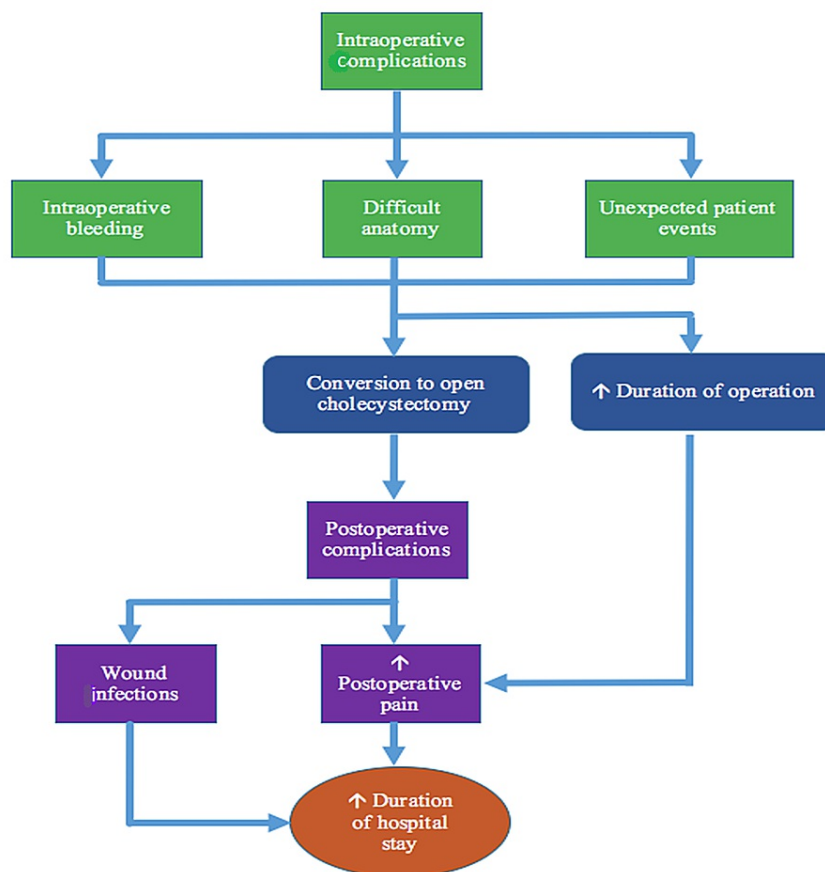 Intraoperative
Complications
Intraoperative
bleeding
Difficult
anatomy
Unexpected patient
events
Conversion to open
cholecystectomy
↑ Duration of operation
Postoperative
complications
Wound
infections
↑
Postoperative
pain
↑ Duration
of hospital
stay